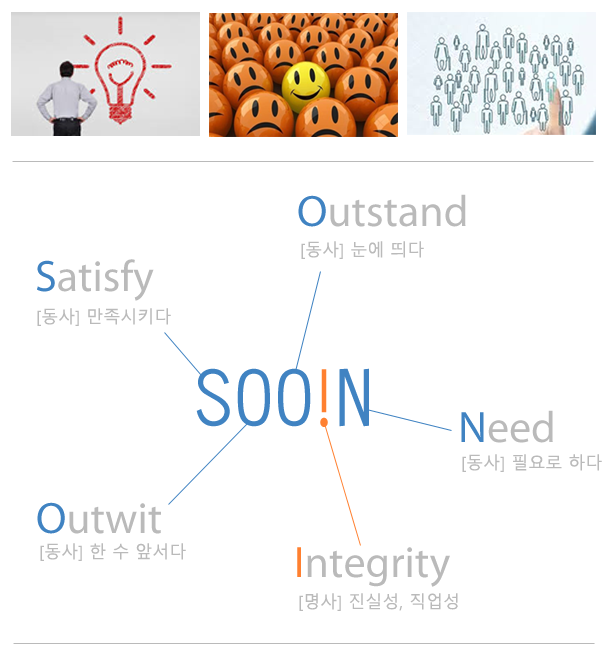 Outstand
[동사] 눈에 띄다
Satisfy
[동사] 만족시키다
SOO!N
Need
[동사] 필요로 하다
Outwit
[동사] 한 수 앞서다
Integrity
[명사] 진실성, 직업성